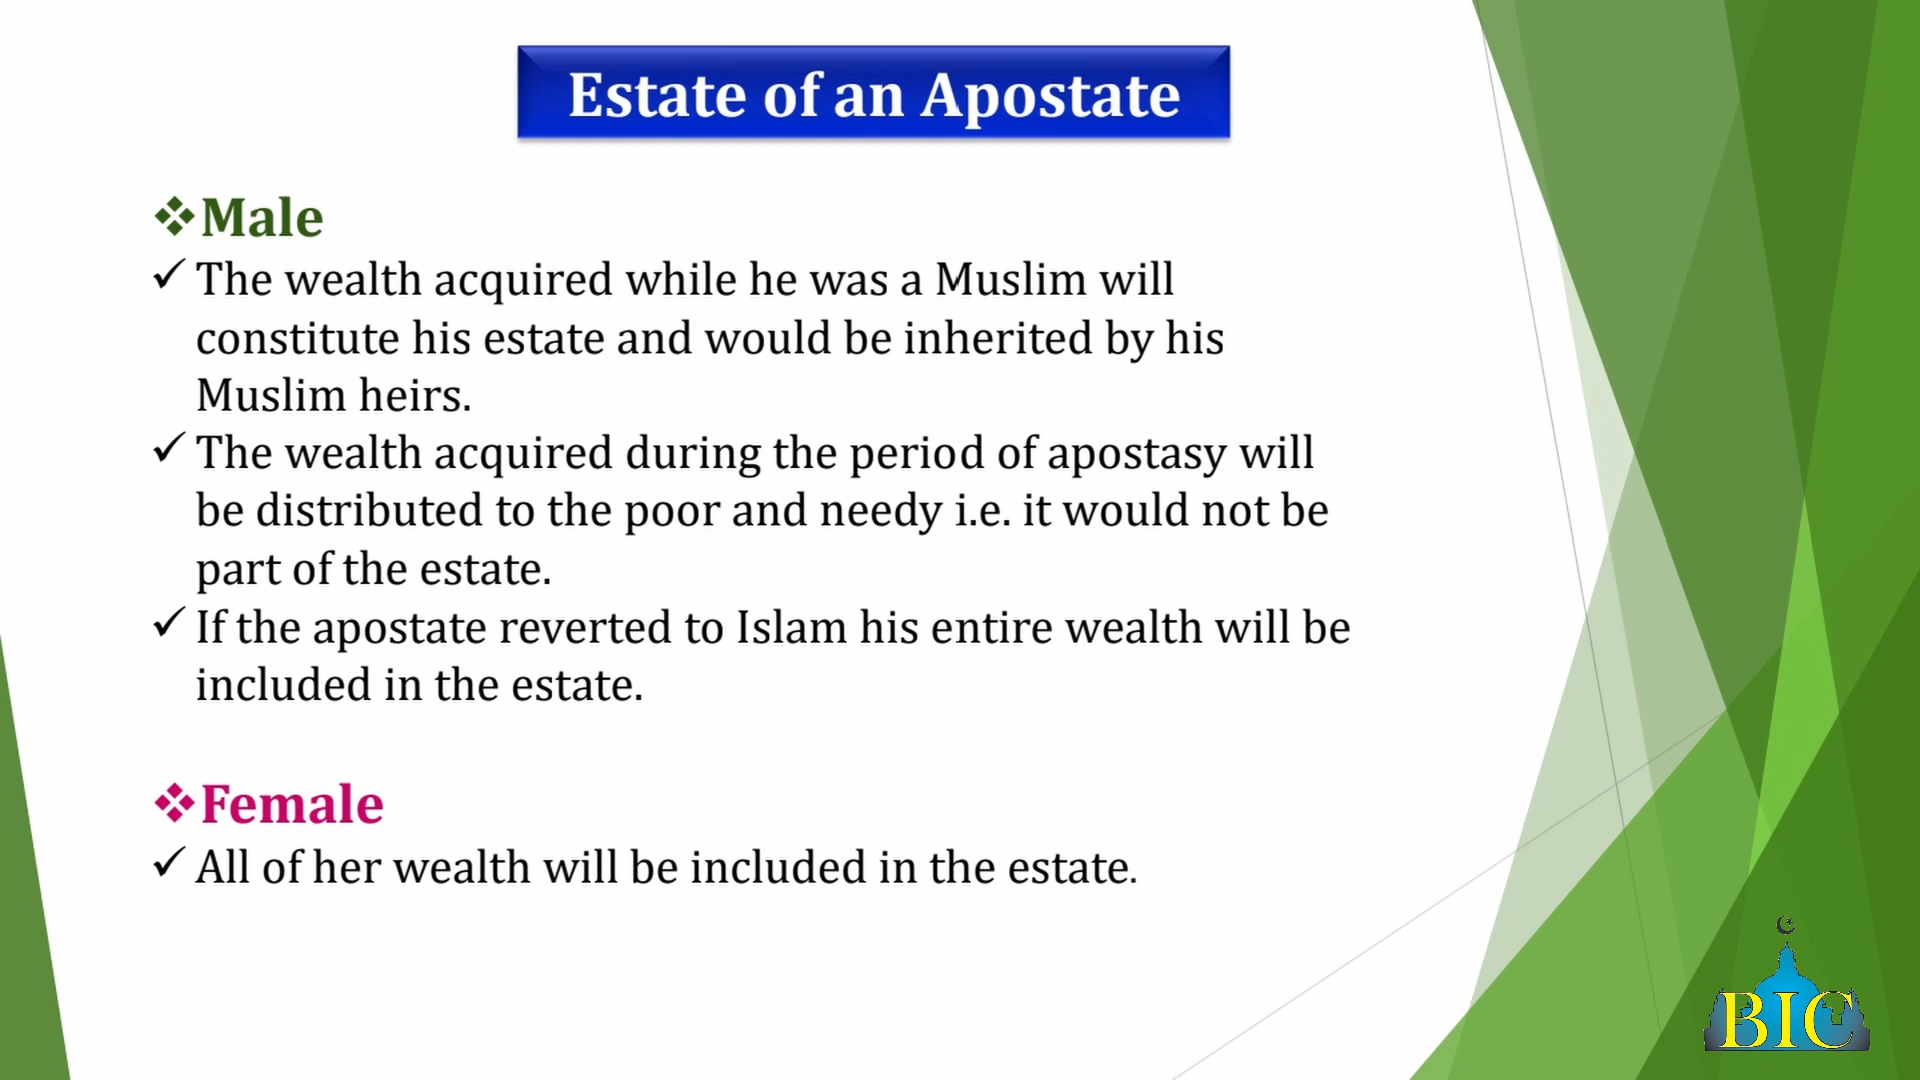 Estate of an Apostate
❖Male
✓ The wealth acquired while he was a Muslim will
constitute his estate and would be inherited by his
Muslim heirs.
✓ The wealth acquired during the period of apostasy will
be distributed to the poor and needy i.e. it would not be
part of the estate.
✓ If the apostate reverted to Islam his entire wealth will be
included in the estate.
❖Female
✓ All of her wealth will be included in the estate.
BIC